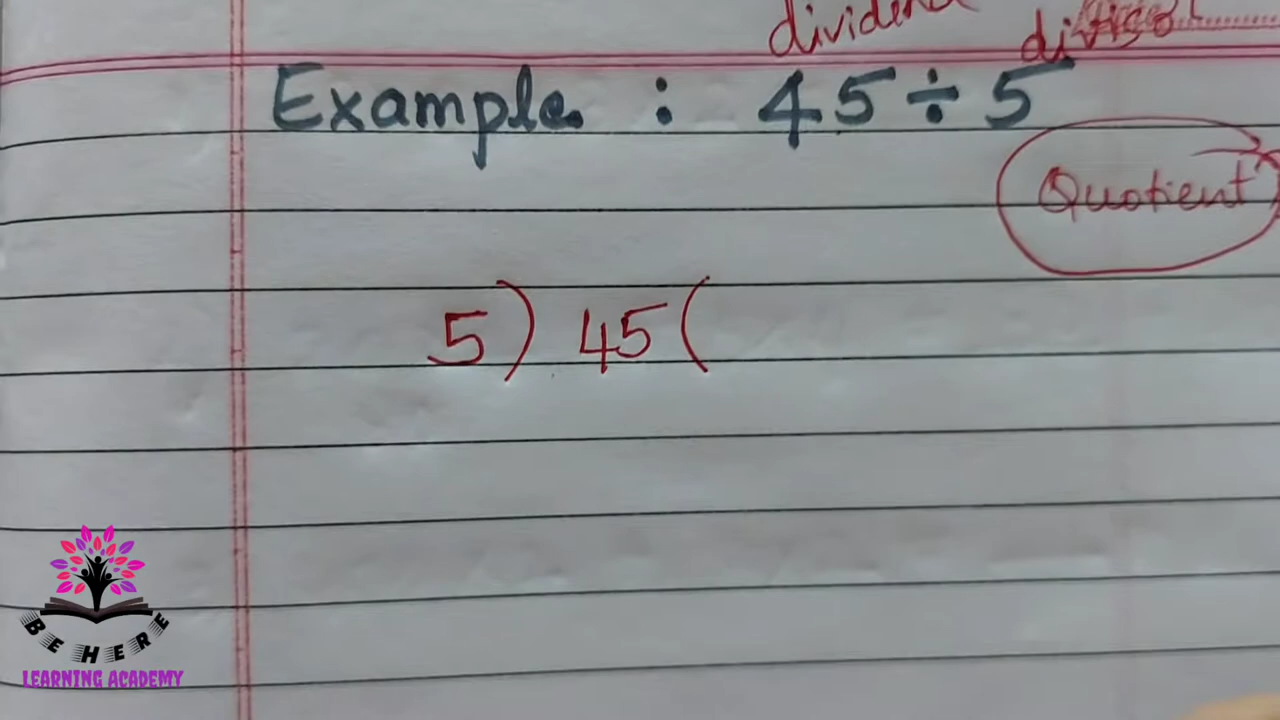 dividend divisor
Example : 45 ÷ 5
Quotient
5) 45 (
BE HERE
LEARNING ACADEMY